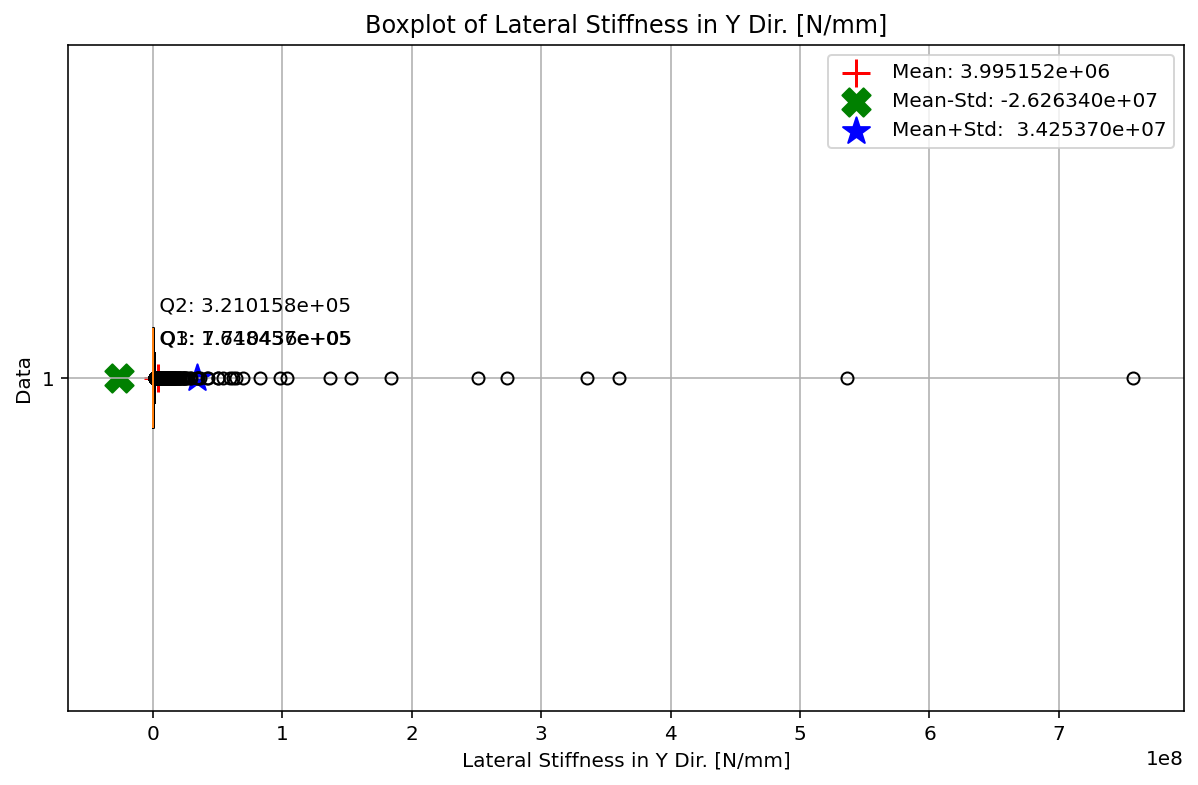 Boxplot of Lateral Stiffness in Y Dir. [N/mm]
Mean: 3.995152e+06
Mean-Std: -2.626340e+07
Mean+Std: 3.425370e+07
Q2: 3.210158e+05
Data
1
0 1 2 3 4 5 6 7
Lateral Stiffness in Y Dir. [N/mm]
1e8